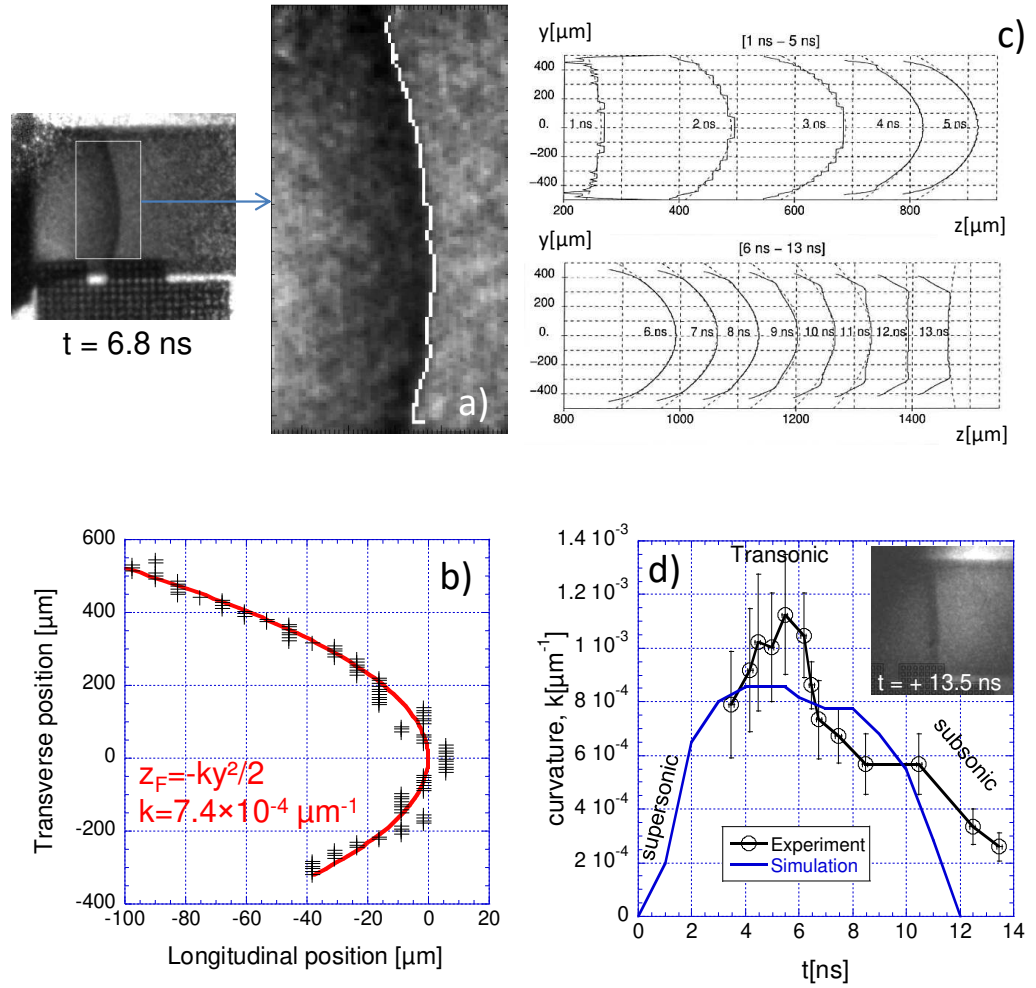 y[µm]
c)
[1 ns – 5 ns]
400
200
0.
−200
−400
1 ns
2 ns
3 ns
4 ns
5 ns
200
400
600
800
z[µm]
y[µm]
[6 ns – 13 ns]
400
200
0.
−200
−400
6 ns
7 ns
8 ns
9 ns
10 ns
11 ns
12 ns
13 ns
800
1000
1200
1400
z[µm]
t = 6.8 ns
a)
b)
600
400
200
0
-200
-400
Transverse position [µm]
z_F=-ky²/2
k=7.4×10⁻⁴ µm⁻¹
-100
-80
-60
-40
-20
0
20
Longitudinal position [µm]
d)
1.4 10⁻³
1.2 10⁻³
1 10⁻³
8 10⁻⁴
6 10⁻⁴
4 10⁻⁴
2 10⁻⁴
0
curvature, k[µm⁻¹]
Transonic
supersonic
subsonic
t = + 13.5 ns
Experiment
Simulation
0
2
4
6
8
10
12
14
t[ns]